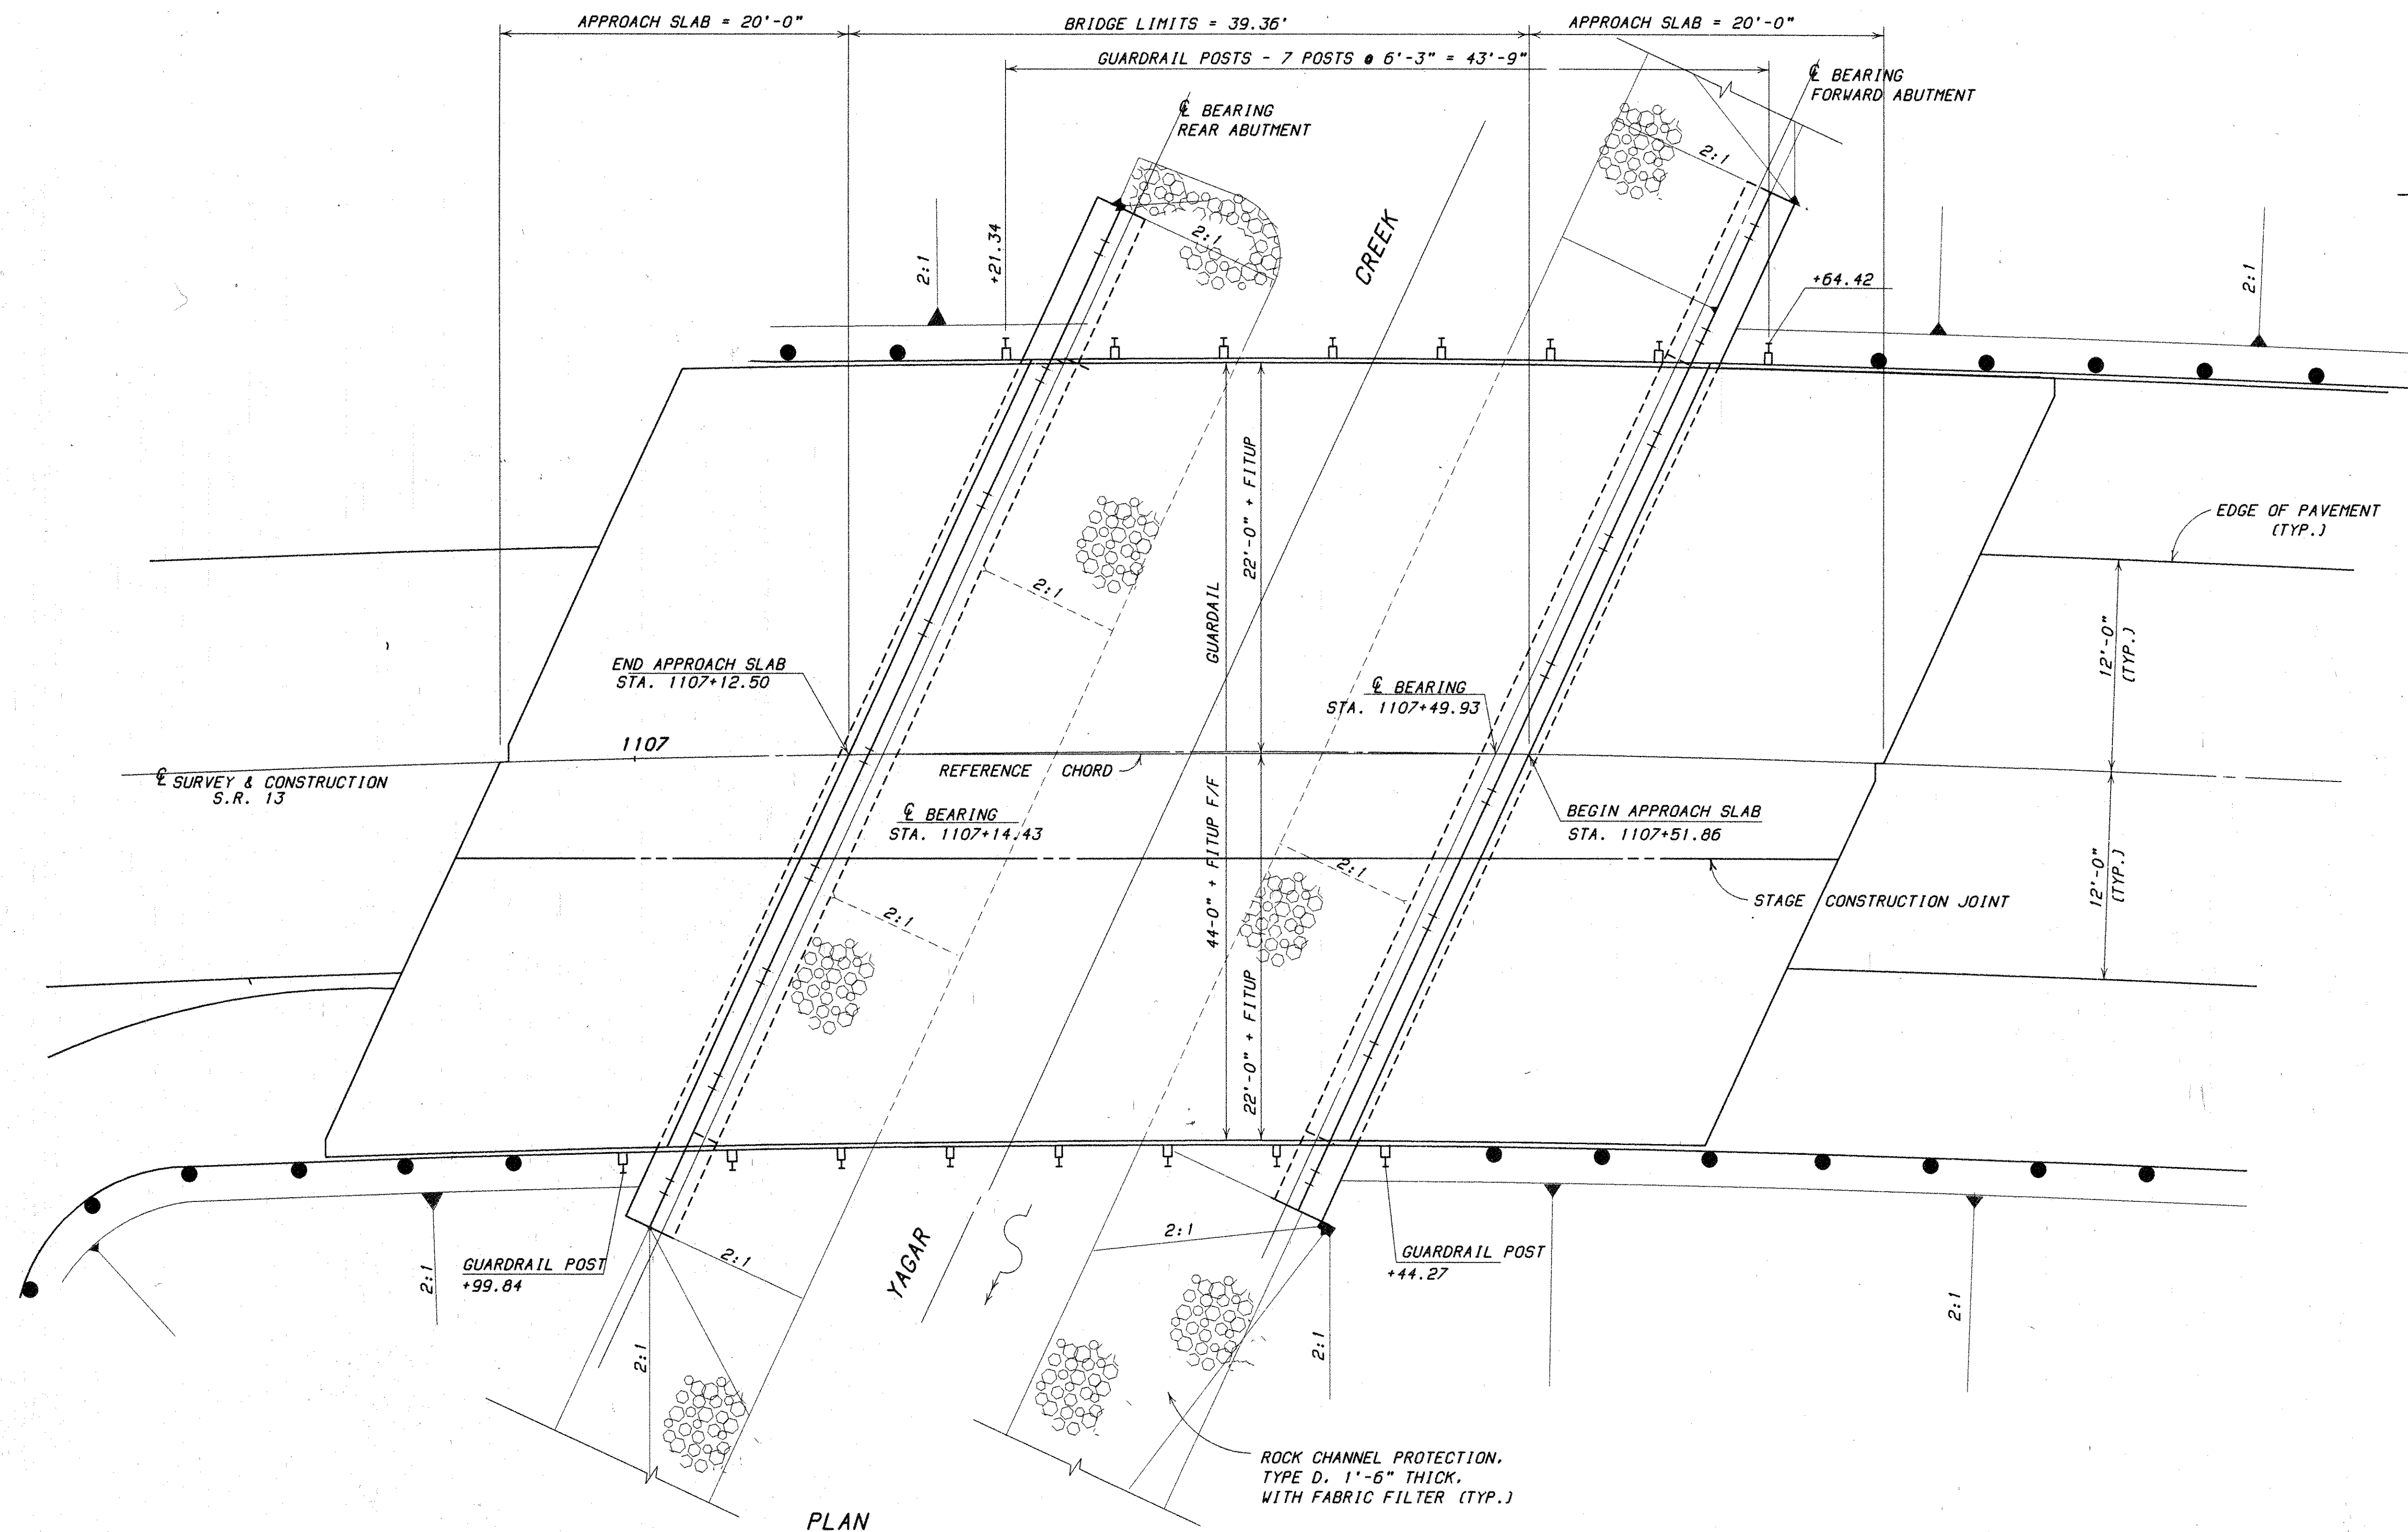 APPROACH SLAB = 20'-0"
BRIDGE LIMITS = 39.36'
APPROACH SLAB = 20'-0"
GUARDRAIL POSTS - 7 POSTS @ 6'-3" = 43'-9"
℄ BEARING
FORWARD ABUTMENT
℄ BEARING
REAR ABUTMENT
2:1
2:1
+21.34
2:1
CREEK
+64.42
2:1
22'-0" + FITUP
EDGE OF PAVEMENT
(TYP.)
2:1
GUARDAIL
12'-0"
(TYP.)
END APPROACH SLAB
STA. 1107+12.50
℄ BEARING
STA. 1107+49.93
1107
REFERENCE CHORD
℄ SURVEY & CONSTRUCTION
S.R. 13
℄ BEARING
STA. 1107+14.43
BEGIN APPROACH SLAB
STA. 1107+51.86
44-0" + FITUP F/F
2:1
12'-0"
(TYP.)
STAGE CONSTRUCTION JOINT
2:1
22'-0" + FITUP
GUARDRAIL POST
+99.84
2:1
2:1
YAGAR
2:1
GUARDRAIL POST
+44.27
2:1
2:1
2:1
ROCK CHANNEL PROTECTION,
TYPE D. 1'-6" THICK,
WITH FABRIC FILTER (TYP.)
PLAN